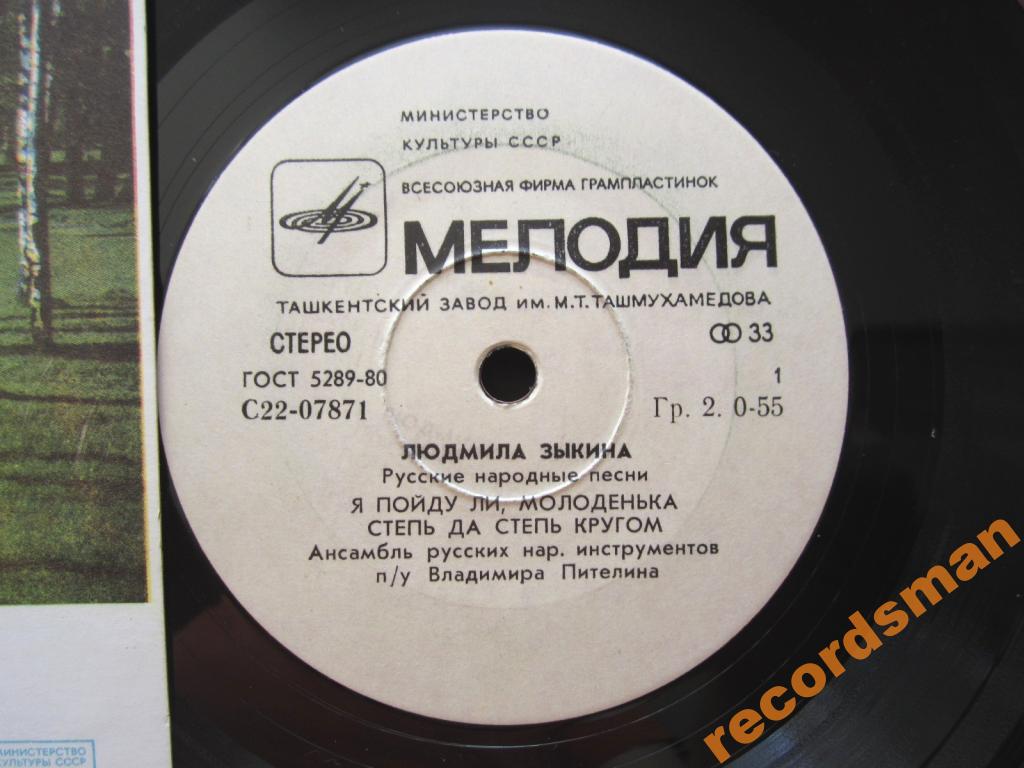 МИНИСТЕРСТВО
КУЛЬТУРЫ СССР
ВСЕСОЮЗНАЯ ФИРМА ГРАМПЛАСТИНОК
МЕЛОДИЯ
ТАШКЕНТСКИЙ ЗАВОД ИМ. М.Т. ТАШМУХАМЕДОВА
СТЕРЕО 33
ГОСТ 5289-80 1
С22-07871 Гр. 2. 0-55
ЛЮДМИЛА ЗЫКИНА
Русские народные песни
Я ПОЙДУ ЛИ, МОЛОДЕНЬКА
СТЕПЬ ДА СТЕПЬ КРУГОМ
Ансамбль русских нар. инструментов
п/у Владимира Пителина
МИНИСТЕРСТВО
КУЛЬТУРЫ СССР
recordsman